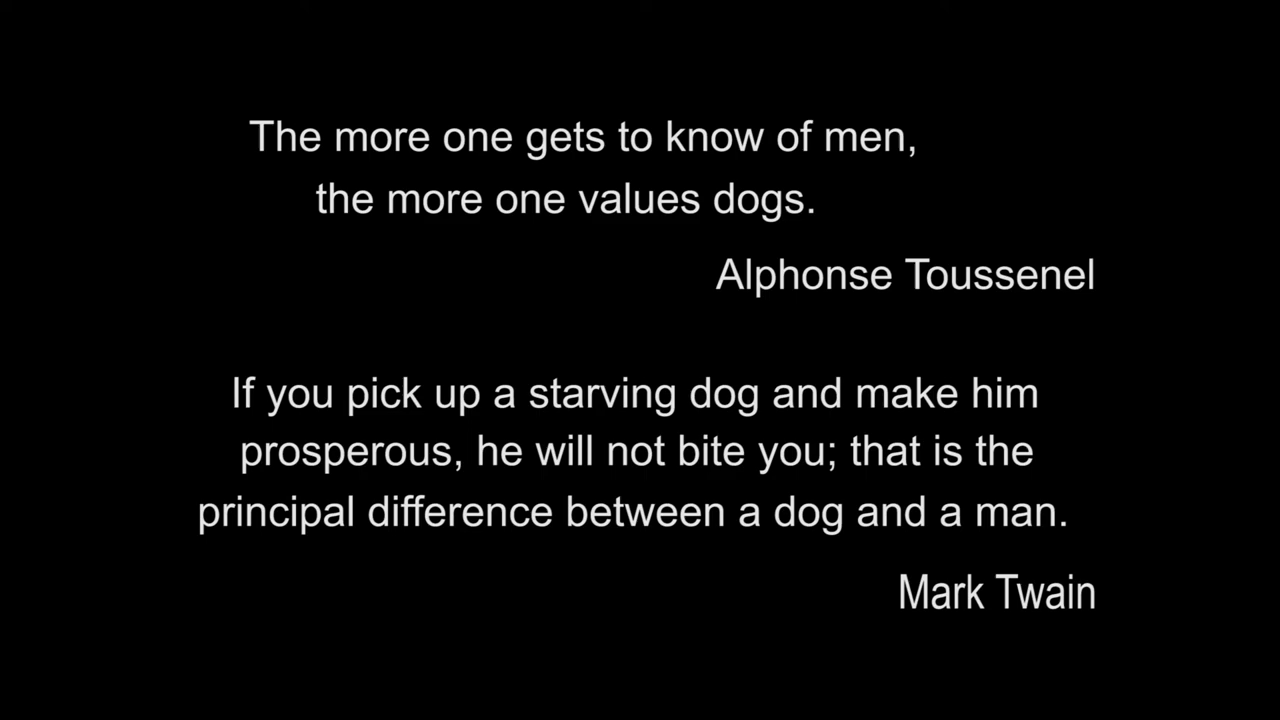 The more one gets to know of men,
the more one values dogs.
Alphonse Toussenel
If you pick up a starving dog and make him
prosperous, he will not bite you; that is the
principal difference between a dog and a man.
Mark Twain